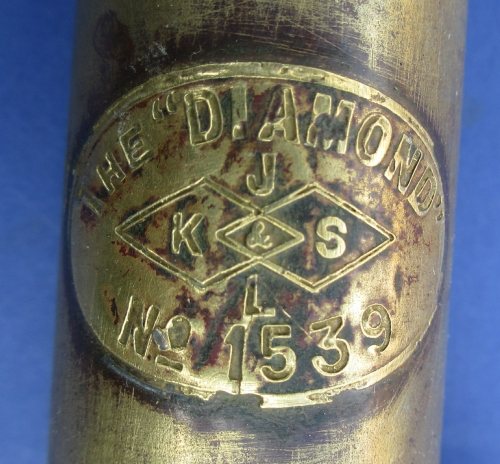 THE "DIAMOND"
J
K & S
L
No 1539